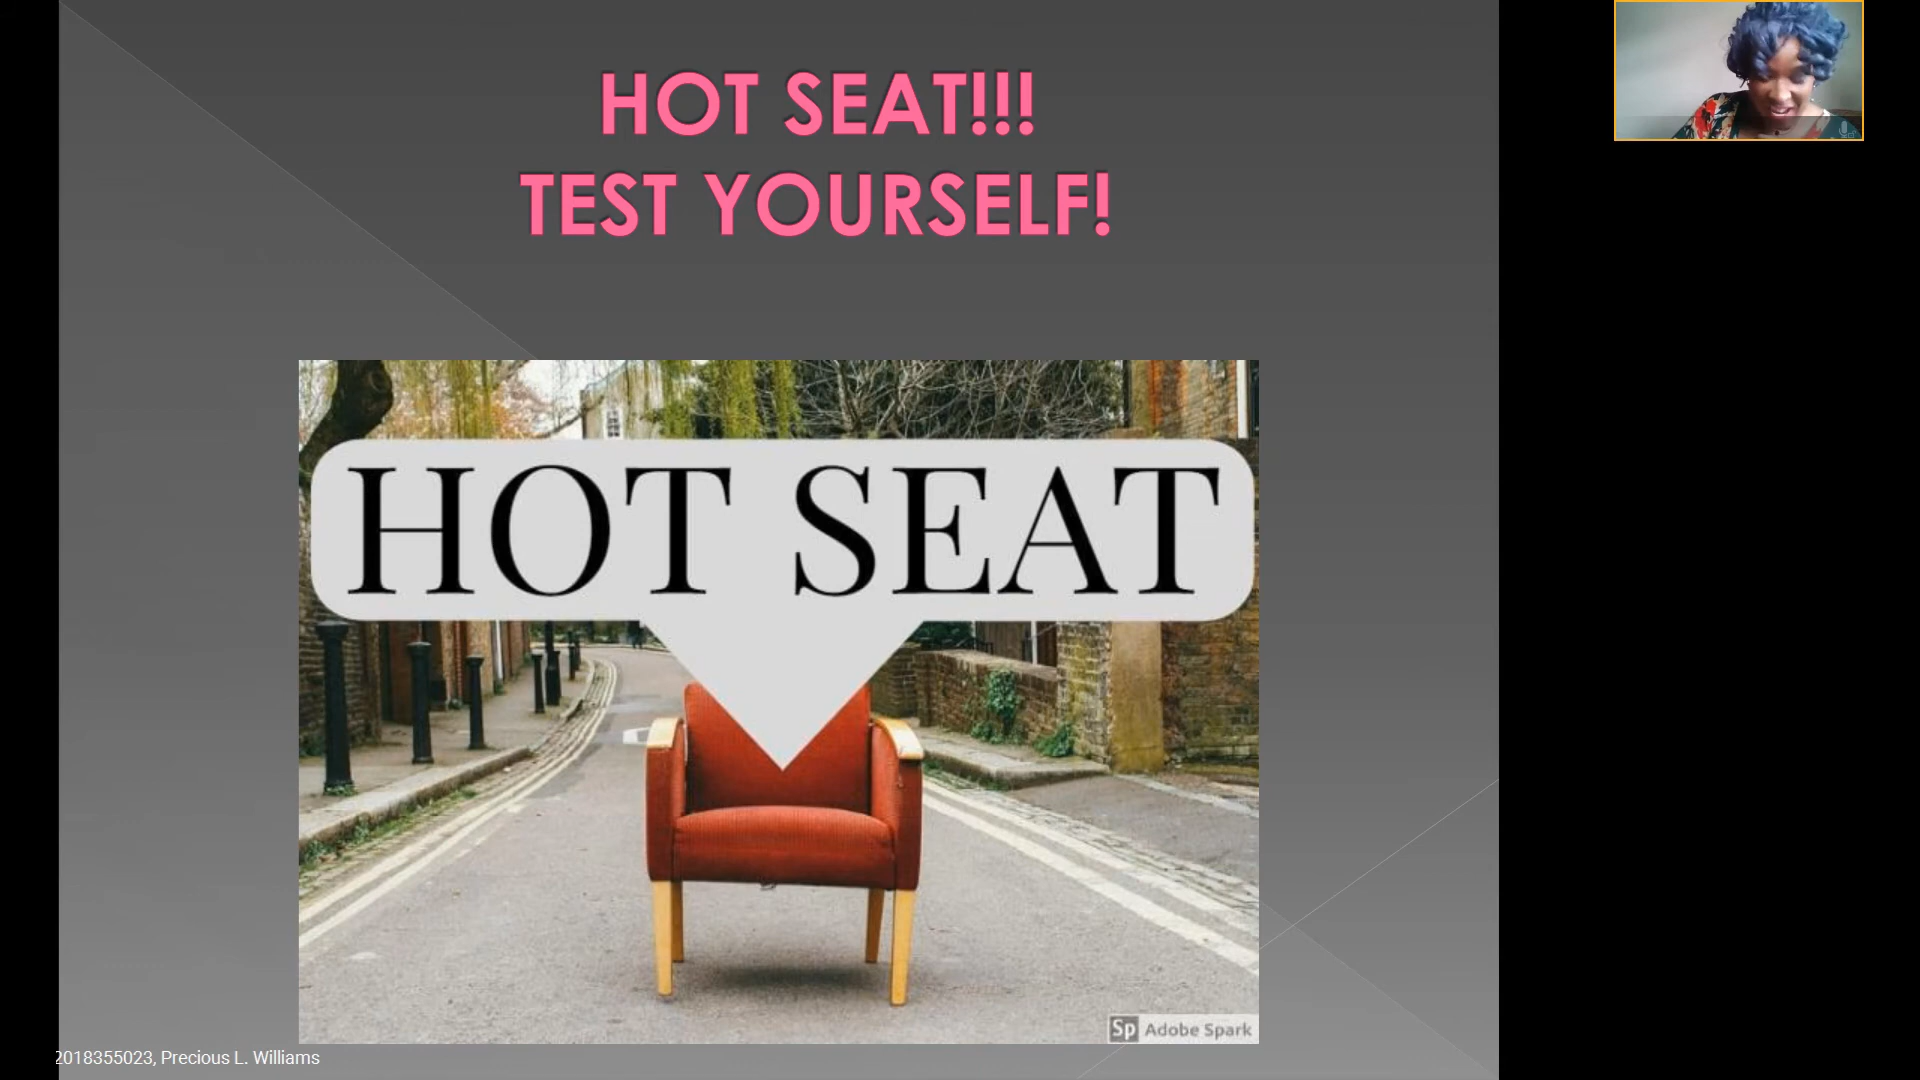 HOT SEAT!!!
TEST YOURSELF!
HOT SEAT
Sp Adobe Spark
2018355023, Precious L. Williams